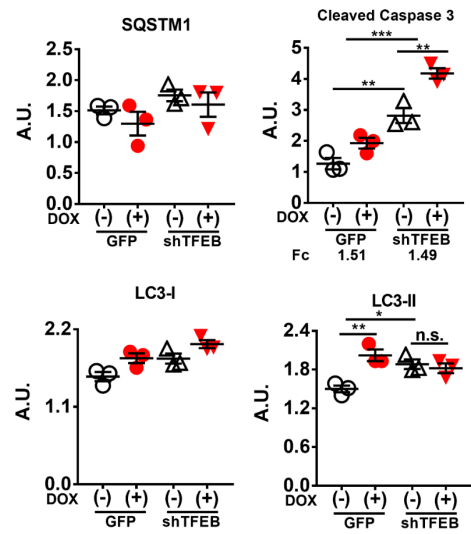 SQSTM1
A.U.
2.5
2.0
1.5
1.0
0.5
0.0
DOX (-) (+) (-) (+)
GFP shTFEB
Cleaved Caspase 3
A.U.
5
4
3
2
1
0
***
**
**
DOX (-) (+) (-) (+)
GFP shTFEB
Fc 1.51 1.49
LC3-I
A.U.
2.2
1.1
0.0
DOX (-) (+) (-) (+)
GFP shTFEB
LC3-II
A.U.
2.4
1.8
1.2
0.6
0.0
*
**
n.s.
DOX (-) (+) (-) (+)
GFP shTFEB